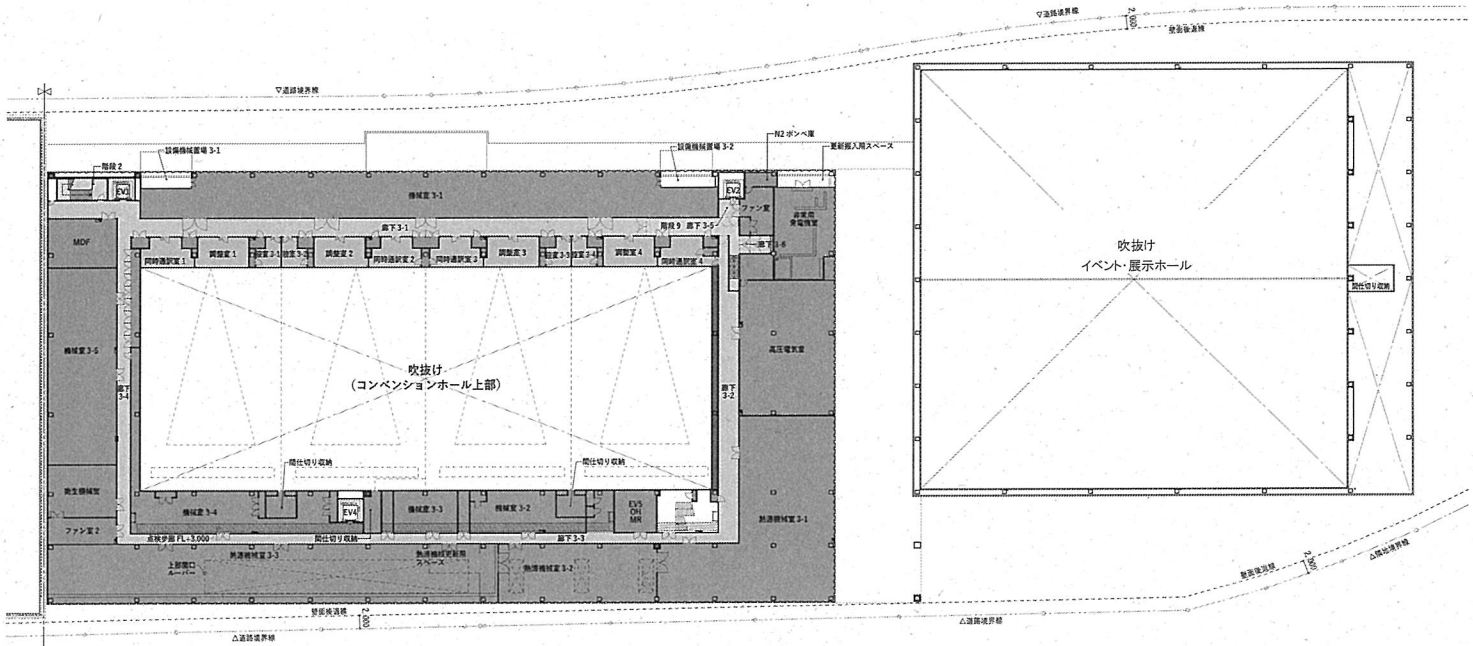 ▽道路境界線
2,000
壁面後退線
▽道路境界線
N2 ボンベ庫
設備機械置場 3-1
設備機械置場 3-2
更新搬入用スペース
階段 2
EV1
EV2
機械室 3-1
ファン室
非常用
発電機室
廊下 3-1
階段 9
廊下 3-5
廊下 3-6
MDF
同時通訳室 1
調整室 1
調整室 2
同時通訳室 2
同時通訳室 3
調整室 3
調整室 4
同時通訳室 4
吹抜け
イベント・展示ホール
間仕切り収納
機械室 3-5
高圧電気室
吹抜け
(コンベンションホール上部)
廊下
3-4
廊下
3-2
間仕切り収納
間仕切り収納
衛生機械室
機械室 3-4
EV4
機械室 3-3
機械室 3-2
EV5
OH
MR
熱源機械室 3-1
ファン室 2
点検歩廊 FL+3,000
間仕切り収納
廊下 3-3
熱源機械室 3-3
熱源機械更新用
スペース
上部開口
ルーバー
熱源機械室 3-2
壁面後退線
2,000
△隣地境界線
壁面後退線
2,000
△道路境界線
△道路境界線